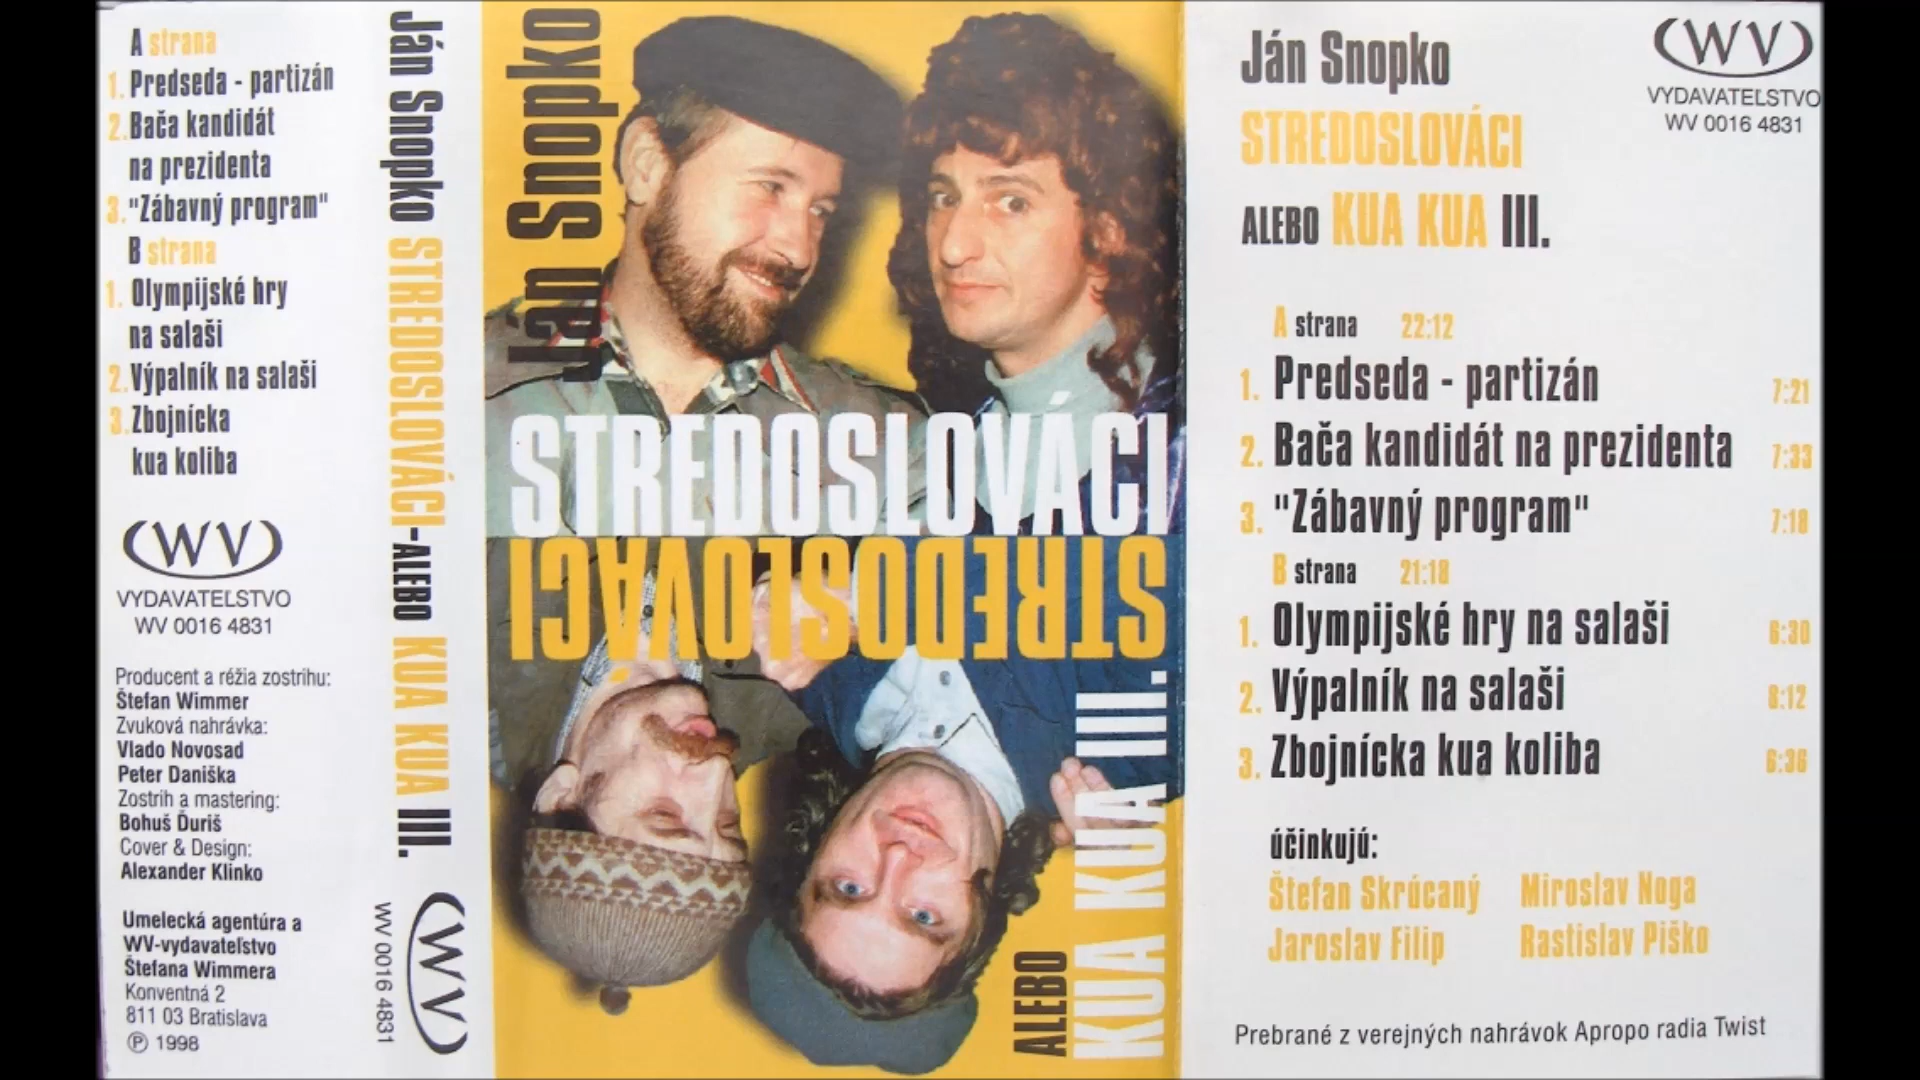 A strana
1. Predseda - partizán
2. Bača kandidát
na prezidenta
3. "Zábavný program"
B strana
1. Olympijské hry
na salaši
2. Výpalník na salaši
3. Zbojnícka
kua koliba
WV
VYDAVATEĽSTVO
WV 0016 4831
Producent a réžia zostrihu:
Štefan Wimmer
Zvuková nahrávka:
Vlado Novosad
Peter Daniška
Zostrih a mastering:
Bohuš Ďuriš
Cover & Design:
Alexander Klinko
Umelecká agentúra a
WV-vydavateľstvo
Štefana Wimmera
Konventná 2
811 03 Bratislava
Ⓟ 1998
Ján Snopko STREDOSLOVÁCI-ALEBO KUA KUA III.
WV 0016 4831
WV
Ján Snopko
STREDOSLOVÁCI
STREDOSLOVÁCI
ALEBO
KUA KUA III.
Ján Snopko
STREDOSLOVÁCI
ALEBO KUA KUA III.
WV
VYDAVATEĽSTVO
WV 0016 4831
A strana 22:12
1. Predseda - partizán 7:21
2. Bača kandidát na prezidenta 7:33
3. "Zábavný program" 7:18
B strana 21:18
1. Olympijské hry na salaši 6:30
2. Výpalník na salaši 8:12
3. Zbojnícka kua koliba 6:36
účinkujú:
Štefan Skrúcaný Miroslav Noga
Jaroslav Filip Rastislav Piško
Prebrané z verejných nahrávok Apropo radia Twist